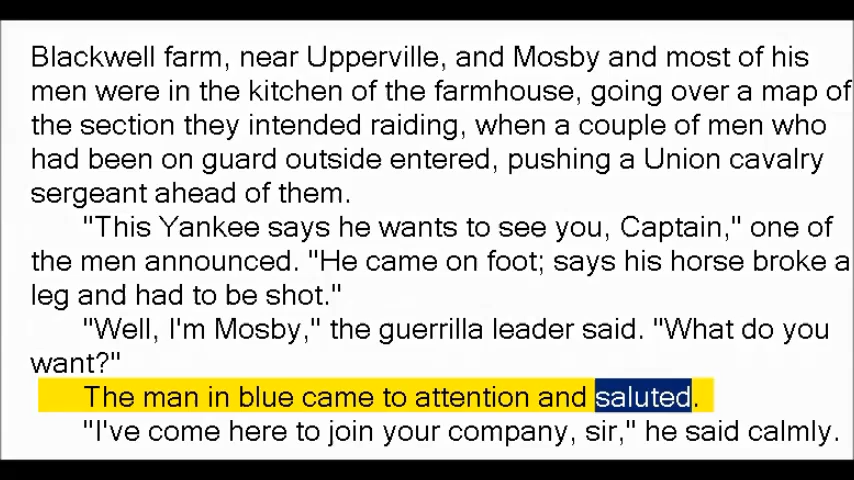 Blackwell farm, near Upperville, and Mosby and most of his
men were in the kitchen of the farmhouse, going over a map of
the section they intended raiding, when a couple of men who
had been on guard outside entered, pushing a Union cavalry
sergeant ahead of them.
"This Yankee says he wants to see you, Captain," one of
the men announced. "He came on foot; says his horse broke a
leg and had to be shot."
"Well, I'm Mosby," the guerrilla leader said. "What do you
want?"
The man in blue came to attention and saluted.
"I've come here to join your company, sir," he said calmly.